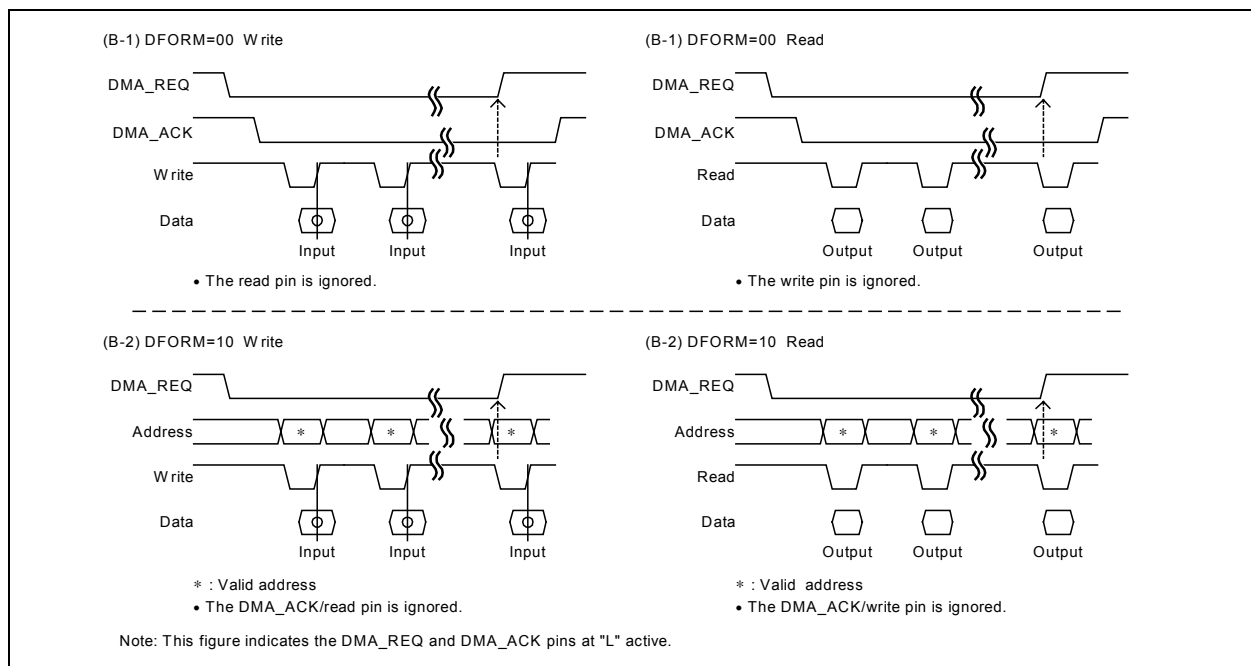 (B-1) DFORM=00 Write
DMA_REQ
DMA_ACK
Write
Data
Input Input Input
• The read pin is ignored.
(B-1) DFORM=00 Read
DMA_REQ
DMA_ACK
Read
Data
Output Output Output
• The write pin is ignored.
(B-2) DFORM=10 Write
DMA_REQ
Address
* * *
Write
Data
Input Input Input
* : Valid address
• The DMA_ACK/read pin is ignored.
(B-2) DFORM=10 Read
DMA_REQ
Address
* * *
Read
Data
Output Output Output
* : Valid address
• The DMA_ACK/write pin is ignored.
Note: This figure indicates the DMA_REQ and DMA_ACK pins at "L" active.